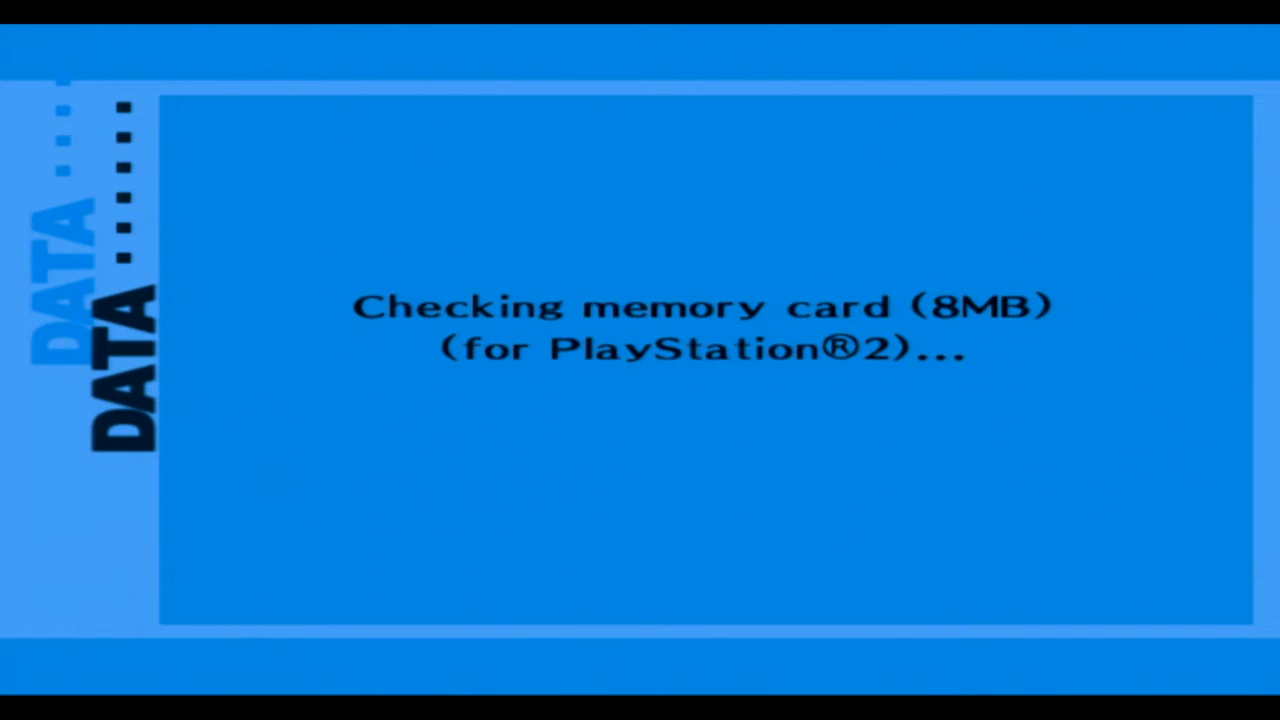 DATA ......
DATA ....
Checking memory card (8MB)
(for PlayStation®2)...